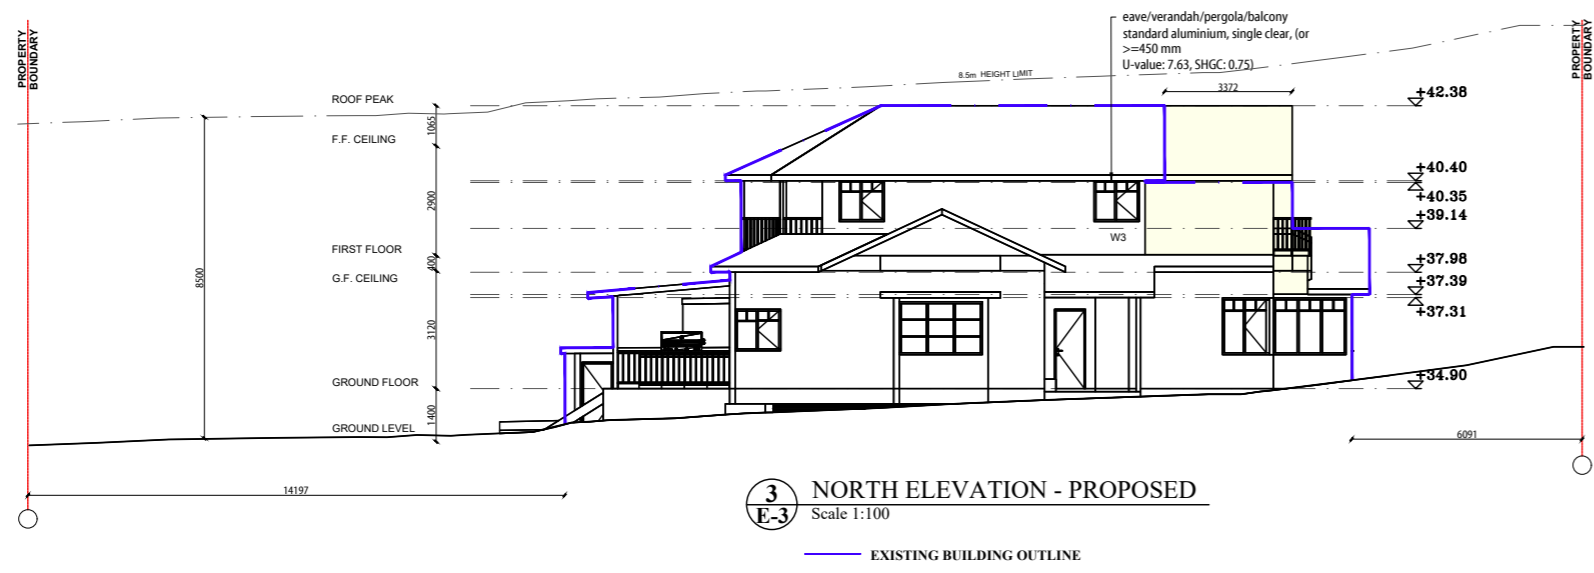 eave/verandah/pergola/balcony
standard aluminium, single clear, (or
>=450 mm
U-value: 7.63, SHGC: 0.75)
PROPERTY
BOUNDARY
PROPERTY
BOUNDARY
8.5m HEIGHT LIMIT
ROOF PEAK
3372
+42.38
1065
F.F. CEILING
+40.40
2900
+40.35
+39.14
W3
FIRST FLOOR
400
+37.98
G.F. CEILING
8500
+37.39
+37.31
3120
GROUND FLOOR
+34.90
1400
GROUND LEVEL
6091
14197
3
E-3
NORTH ELEVATION - PROPOSED
Scale 1:100
EXISTING BUILDING OUTLINE